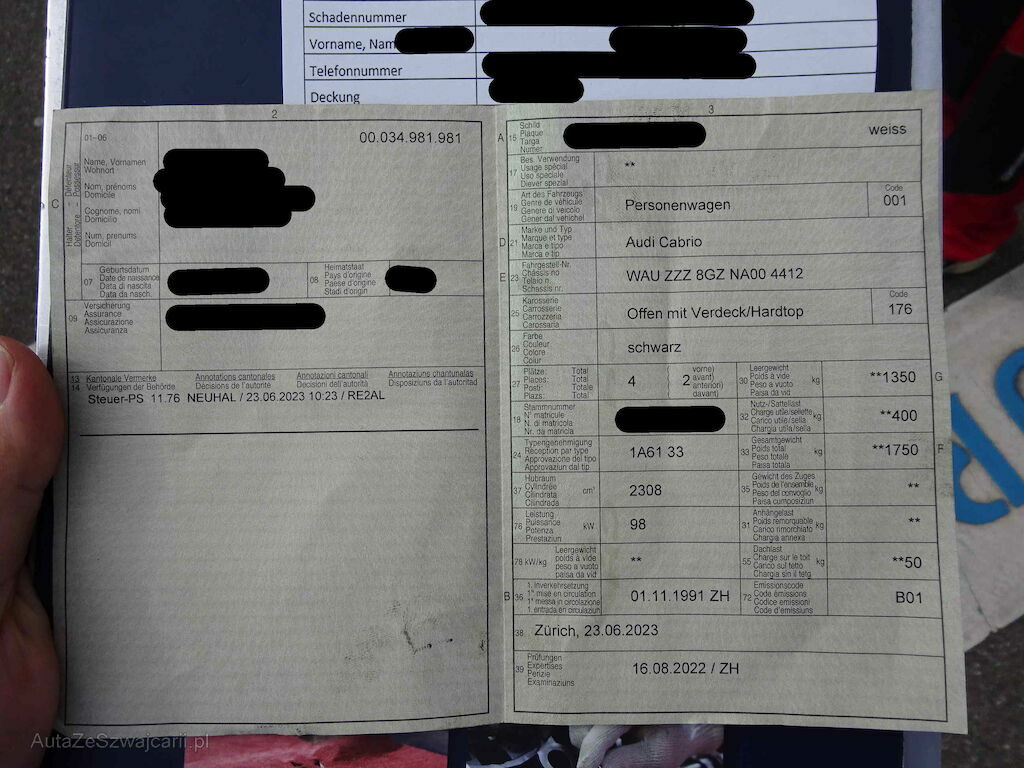 Schadennummer
Vorname, Nam
Telefonnummer
Deckung
2
01–06
00.034.981.981
C
Halter Détenteur
Detentore Possessur
Name, Vornamen
Wohnort
Nom, prénoms
Domicile
Cognome, nomi
Domicilio
Num, prenums
Domicil
07
Geburtsdatum
Date de naissance
Data di nascita
Data da nasch.
08
Heimatstaat
Pays d'origine
Paese d'origine
Stadi d'origin
09
Versicherung
Assurance
Assicurazione
Assicuranza
13 Kantonale Vermerke Annotations cantonales Annotazioni cantonali Annotaziuns chantunalas
14 Verfügungen der Behörde Décisions de l'autorité Decisioni dell'autorità Disposiziuns da l'autoritad
Steuer-PS 11.76 NEUHAL / 23.06.2023 10:23 / RE2AL
3
A 15
Schild
Plaque
Targa
Numer
weiss
17
Bes. Verwendung
Usage spécial
Uso speciale
Diever spezial
**
19
Art des Fahrzeugs
Genre de véhicule
Genere di veicolo
Gener dal vehichel
Personenwagen
Code
001
D 21
Marke und Typ
Marque et type
Marca e tipo
Marca e tip
Audi Cabrio
E 23
Fahrgestell-Nr.
Châssis no
Telaio n.
Schassis nr.
WAU ZZZ 8GZ NA00 4412
25
Karosserie
Carrosserie
Carrozzeria
Carossaria
Offen mit Verdeck/Hardtop
Code
176
26
Farbe
Couleur
Colore
Colur
schwarz
27
Plätze: Total
Places: Total
Posti: Totale
Plazs: Total
4
2
vorne)
avant)
anteriori)
davant)
30
Leergewicht
Poids à vide
Peso a vuoto
Paisa da vid
kg
**1350
G
18
Stammnummer
N° matricule
N. di matricola
Nr. da matricla
32
Nutz-/Sattellast
Charge utile/sellette
Carico utile/sella
Chargia utila/sella
kg
**400
24
Typengenehmigung
Réception par type
Approvazione del tipo
Approvaziun dal tip
1A61 33
33
Gesamtgewicht
Poids total
Peso totale
Paisa totala
kg
**1750
F
37
Hubraum
Cylindrée
Cilindrata
Cilindrada
cm³
2308
35
Gewicht des Zuges
Poids de l'ensemble
Peso del convoglio
Paisa cumposiziun
kg
**
76
Leistung
Puissance
Potenza
Prestaziun
kW
98
31
Anhängelast
Poids remorquable
Carico rimorchiato
Chargia annexa
kg
**
78 kW/kg
Leergewicht
poids à vide
peso a vuoto
paisa da vid
**
55
Dachlast
Charge sur le toit
Carico sul tetto
Chargia sin il tetg
kg
**50
B 36
1. Inverkehrsetzung
1re mise en circulation
1a messa in circolazione
1. entrada en circulaziun
01.11.1991 ZH
72
Emissionscode
Code émissions
Codice emissioni
Code d'emissiuns
B01
38
Zürich, 23.06.2023
39
Prüfungen
Expertises
Perizie
Examinaziuns
16.08.2022 / ZH
AutaZeSzwajcarii.pl